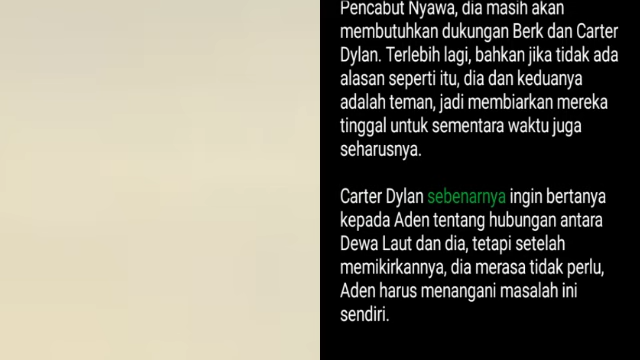 Pencabut Nyawa, dia masih akan
membutuhkan dukungan Berk dan Carter
Dylan. Terlebih lagi, bahkan jika tidak ada
alasan seperti itu, dia dan keduanya
adalah teman, jadi membiarkan mereka
tinggal untuk sementara waktu juga
seharusnya.
Carter Dylan sebenarnya ingin bertanya
kepada Aden tentang hubungan antara
Dewa Laut dan dia, tetapi setelah
memikirkannya, dia merasa tidak perlu,
Aden harus menangani masalah ini
sendiri.